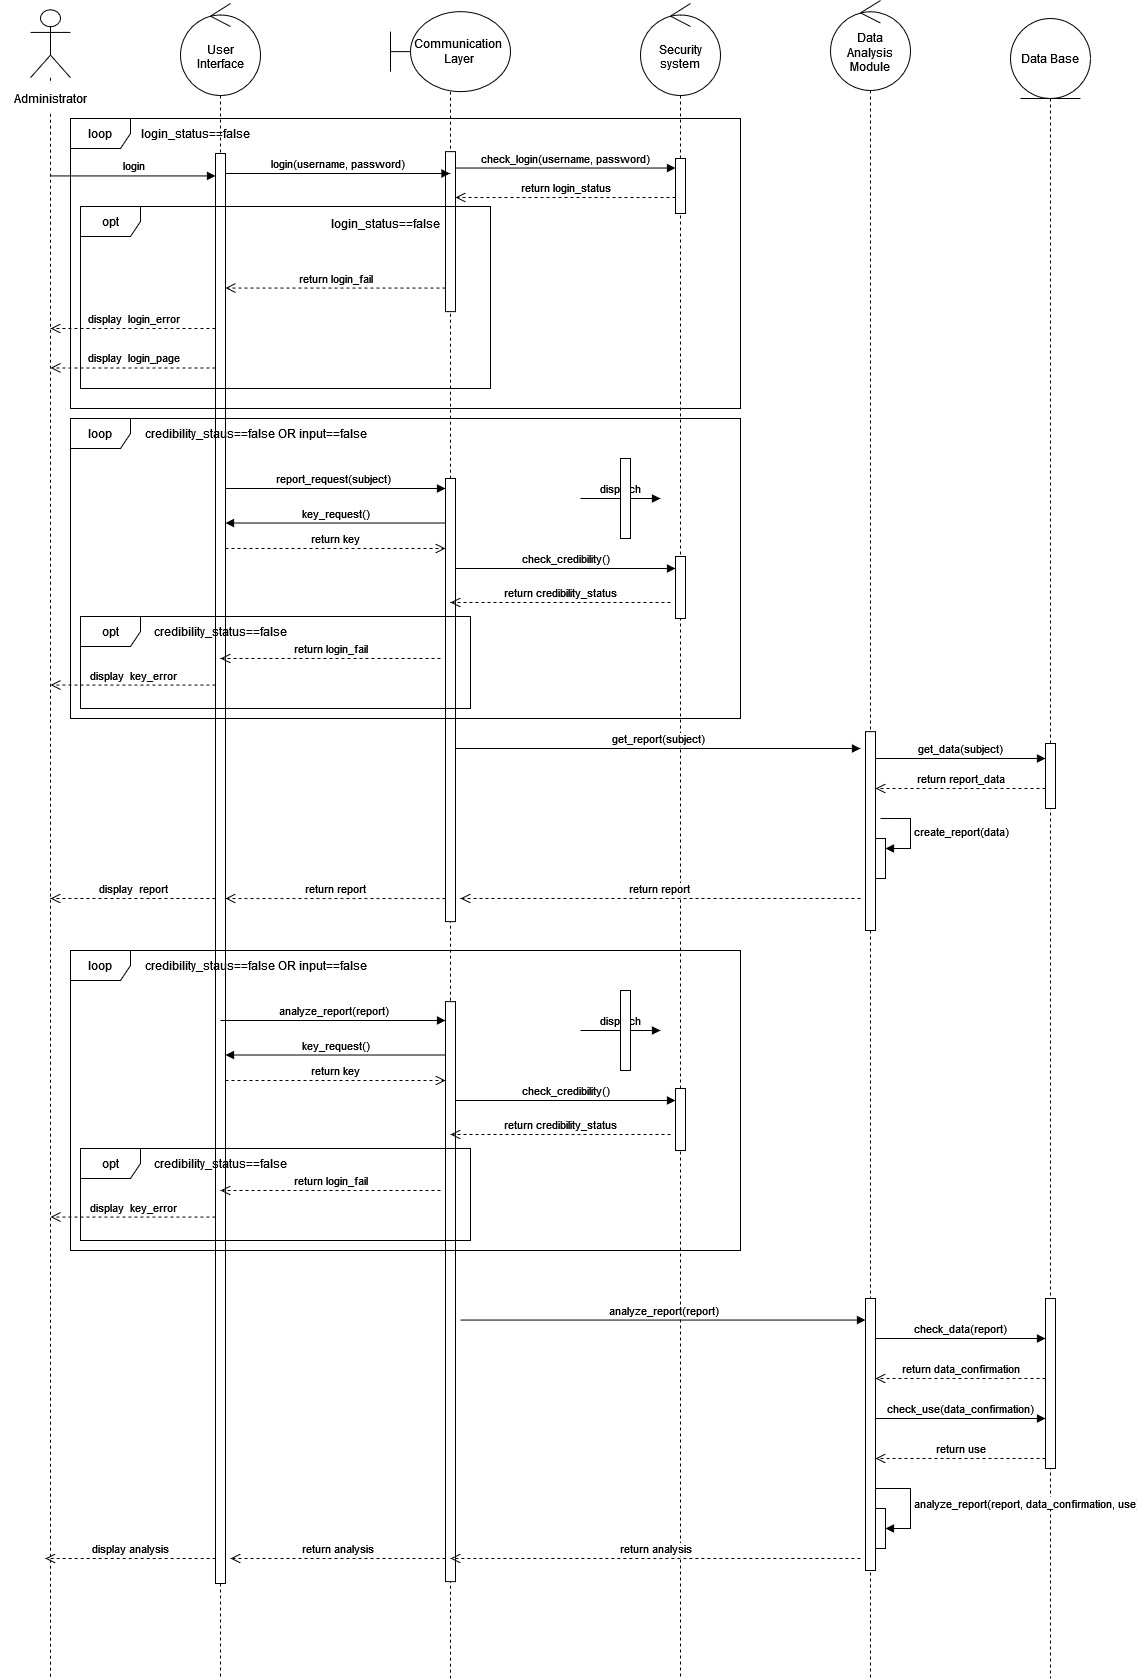 User
Interface
Communication
Layer
Security
system
Data
Analysis
Module
Data Base
Administrator
loop
login_status==false
login
login(username, password)
check_login(username, password)
return login_status
opt
login_status==false
return login_fail
display  login_error
display  login_page
loop
credibility_staus==false OR input==false
report_request(subject)
dispatch
key_request()
return key
check_credibility()
return credibility_status
opt
credibility_status==false
return login_fail
display  key_error
get_report(subject)
get_data(subject)
return report_data
create_report(data)
display  report
return report
return report
loop
credibility_staus==false OR input==false
analyze_report(report)
dispatch
key_request()
return key
check_credibility()
return credibility_status
opt
credibility_status==false
return login_fail
display  key_error
analyze_report(report)
check_data(report)
return data_confirmation
check_use(data_confirmation)
return use
analyze_report(report, data_confirmation, use
display analysis
return analysis
return analysis